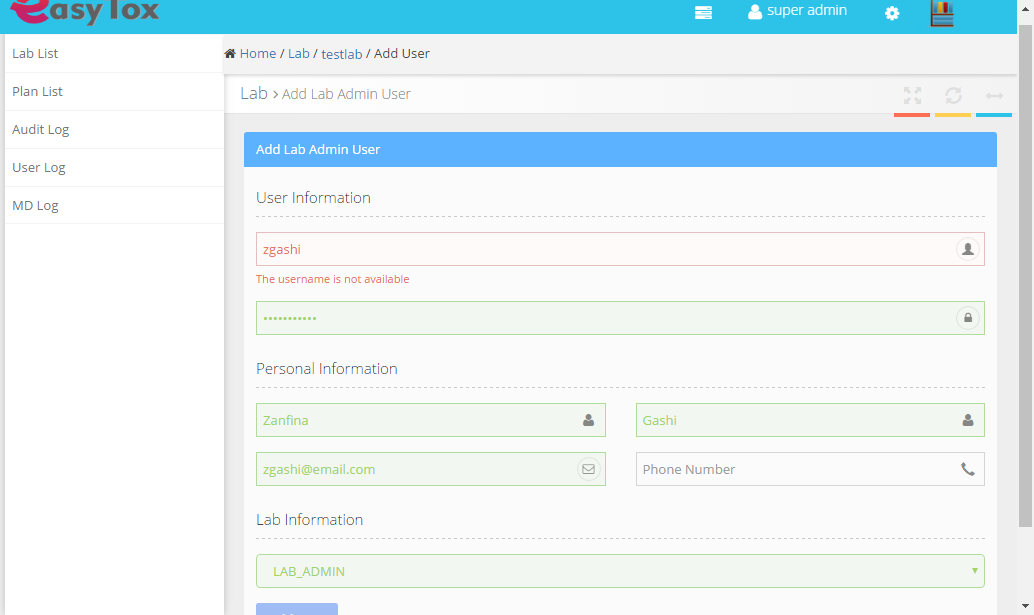 easy Tox
super admin
Lab List
Plan List
Audit Log
User Log
MD Log
Home / Lab / testlab / Add User
Lab > Add Lab Admin User
Add Lab Admin User
User Information
zgashi
The username is not available
•••••••••••
Personal Information
Zanfina
Gashi
zgashi@email.com
Phone Number
Lab Information
LAB_ADMIN